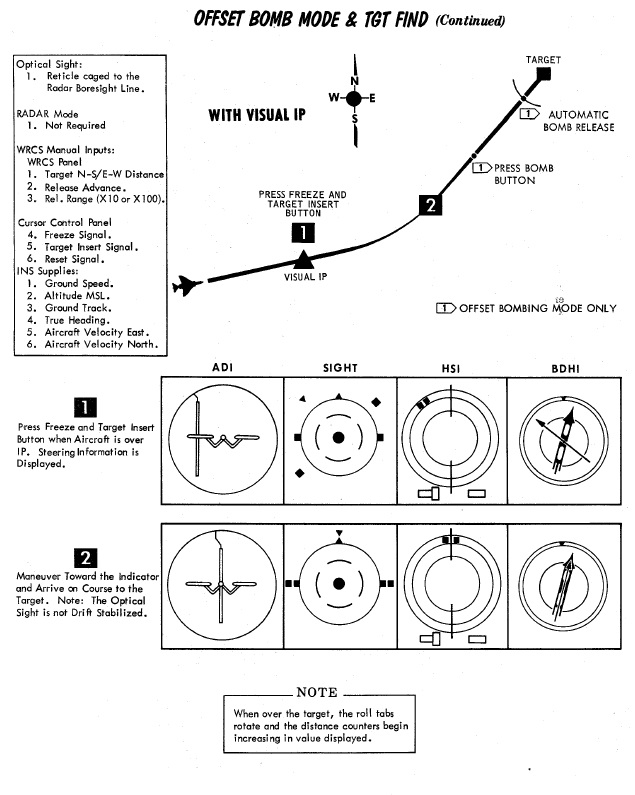 OFFSET BOMB MODE & TGT FIND (Continued)
Optical Sight:
1. Reticle caged to the
Radar Boresight Line.
RADAR Mode
1. Not Required
WRCS Manual Inputs:
WRCS Panel
1. Target N-S/E-W Distance
2. Release Advance.
3. Rel. Range (X10 or X100).
Cursor Control Panel
4. Freeze Signal.
5. Target Insert Signal.
6. Reset Signal.
INS Supplies:
1. Ground Speed.
2. Altitude MSL.
3. Ground Track.
4. True Heading.
5. Aircraft Velocity East.
6. Aircraft Velocity North.
WITH VISUAL IP
N
W E
S
TARGET
1 AUTOMATIC
BOMB RELEASE
1 PRESS BOMB
BUTTON
2
PRESS FREEZE AND
TARGET INSERT
BUTTON
1
VISUAL IP
1 OFFSET BOMBING MODE ONLY
ADI SIGHT HSI BDHI
1
Press Freeze and Target Insert
Button when Aircraft is over
IP. Steering Information is
Displayed.
2
Maneuver Toward the Indicator
and Arrive on Course to the
Target. Note: The Optical
Sight is not Drift Stabilized.
NOTE
When over the target, the roll tabs
rotate and the distance counters begin
increasing in value displayed.